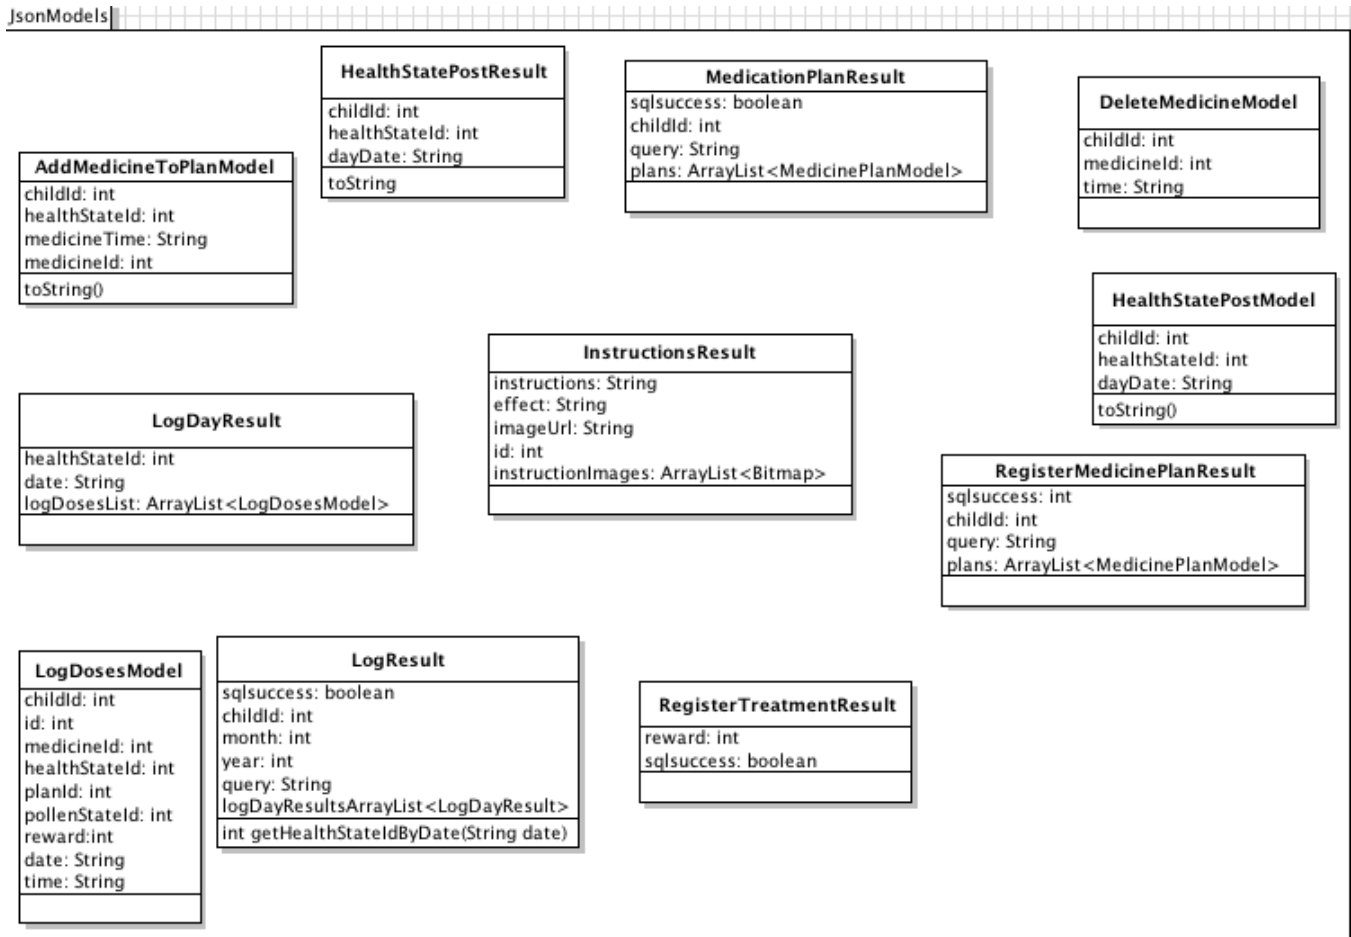 JsonModels
HealthStatePostResult
childId: int
healthStateId: int
dayDate: String
toString
MedicationPlanResult
sqlsuccess: boolean
childId: int
query: String
plans: ArrayList<MedicinePlanModel>
DeleteMedicineModel
childId: int
medicineId: int
time: String
AddMedicineToPlanModel
childId: int
healthStateId: int
medicineTime: String
medicineId: int
toString()
HealthStatePostModel
childId: int
healthStateId: int
dayDate: String
toString()
InstructionsResult
instructions: String
effect: String
imageUrl: String
id: int
instructionImages: ArrayList<Bitmap>
LogDayResult
healthStateId: int
date: String
logDosesList: ArrayList<LogDosesModel>
RegisterMedicinePlanResult
sqlsuccess: int
childId: int
query: String
plans: ArrayList<MedicinePlanModel>
LogDosesModel
childId: int
id: int
medicineId: int
healthStateId: int
planId: int
pollenStateId: int
reward:int
date: String
time: String
LogResult
sqlsuccess: boolean
childId: int
month: int
year: int
query: String
logDayResultsArrayList<LogDayResult>
int getHealthStateIdByDate(String date)
RegisterTreatmentResult
reward: int
sqlsuccess: boolean